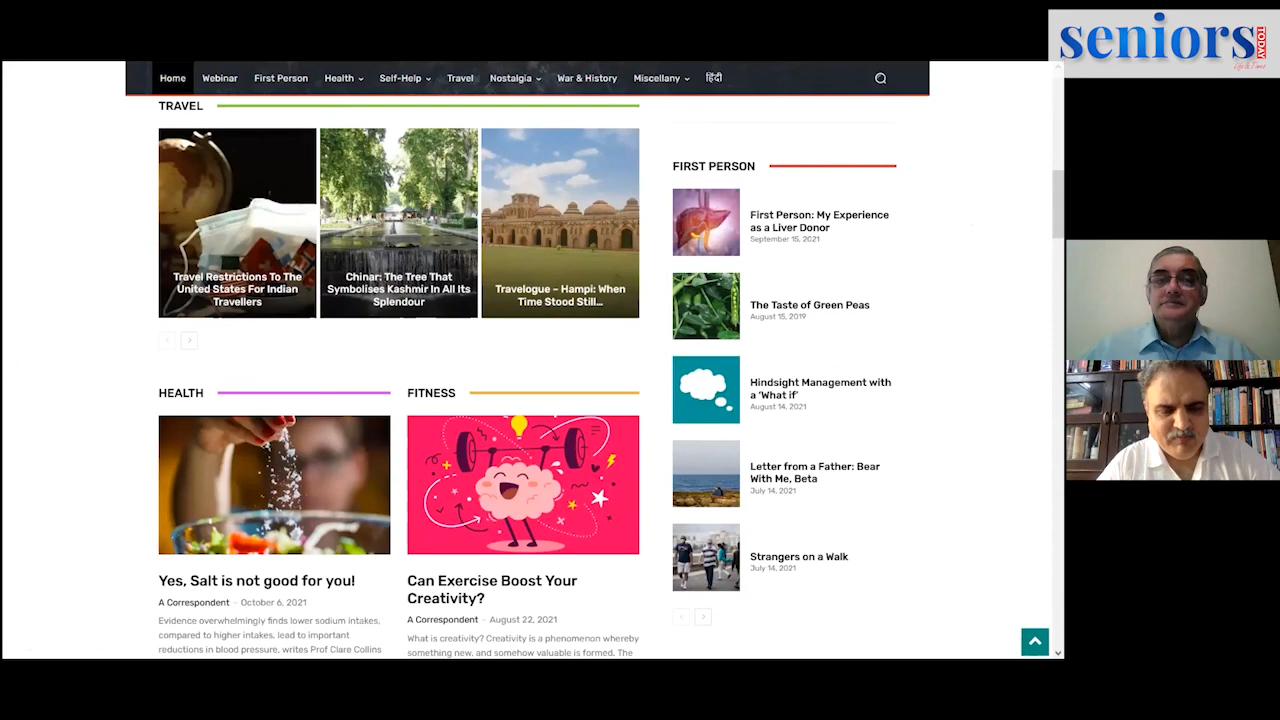 seniors
TODAY
Life & Times
Home Webinar First Person Health Self-Help Travel Nostalgia War & History Miscellany हिंदी
TRAVEL
Travel Restrictions To The
United States For Indian
Travellers
Chinar: The Tree That
Symbolises Kashmir In All Its
Splendour
Travelogue – Hampi: When
Time Stood Still...
HEALTH
Yes, Salt is not good for you!
A Correspondent - October 6, 2021
Evidence overwhelmingly finds lower sodium intakes,
compared to higher intakes, lead to important
reductions in blood pressure, writes Prof Clare Collins
FITNESS
Can Exercise Boost Your
Creativity?
A Correspondent - August 22, 2021
What is creativity? Creativity is a phenomenon whereby
something new, and somehow valuable is formed. The
FIRST PERSON
First Person: My Experience
as a Liver Donor
September 15, 2021
The Taste of Green Peas
August 15, 2019
Hindsight Management with
a ‘What if’
August 14, 2021
Letter from a Father: Bear
With Me, Beta
July 14, 2021
Strangers on a Walk
July 14, 2021